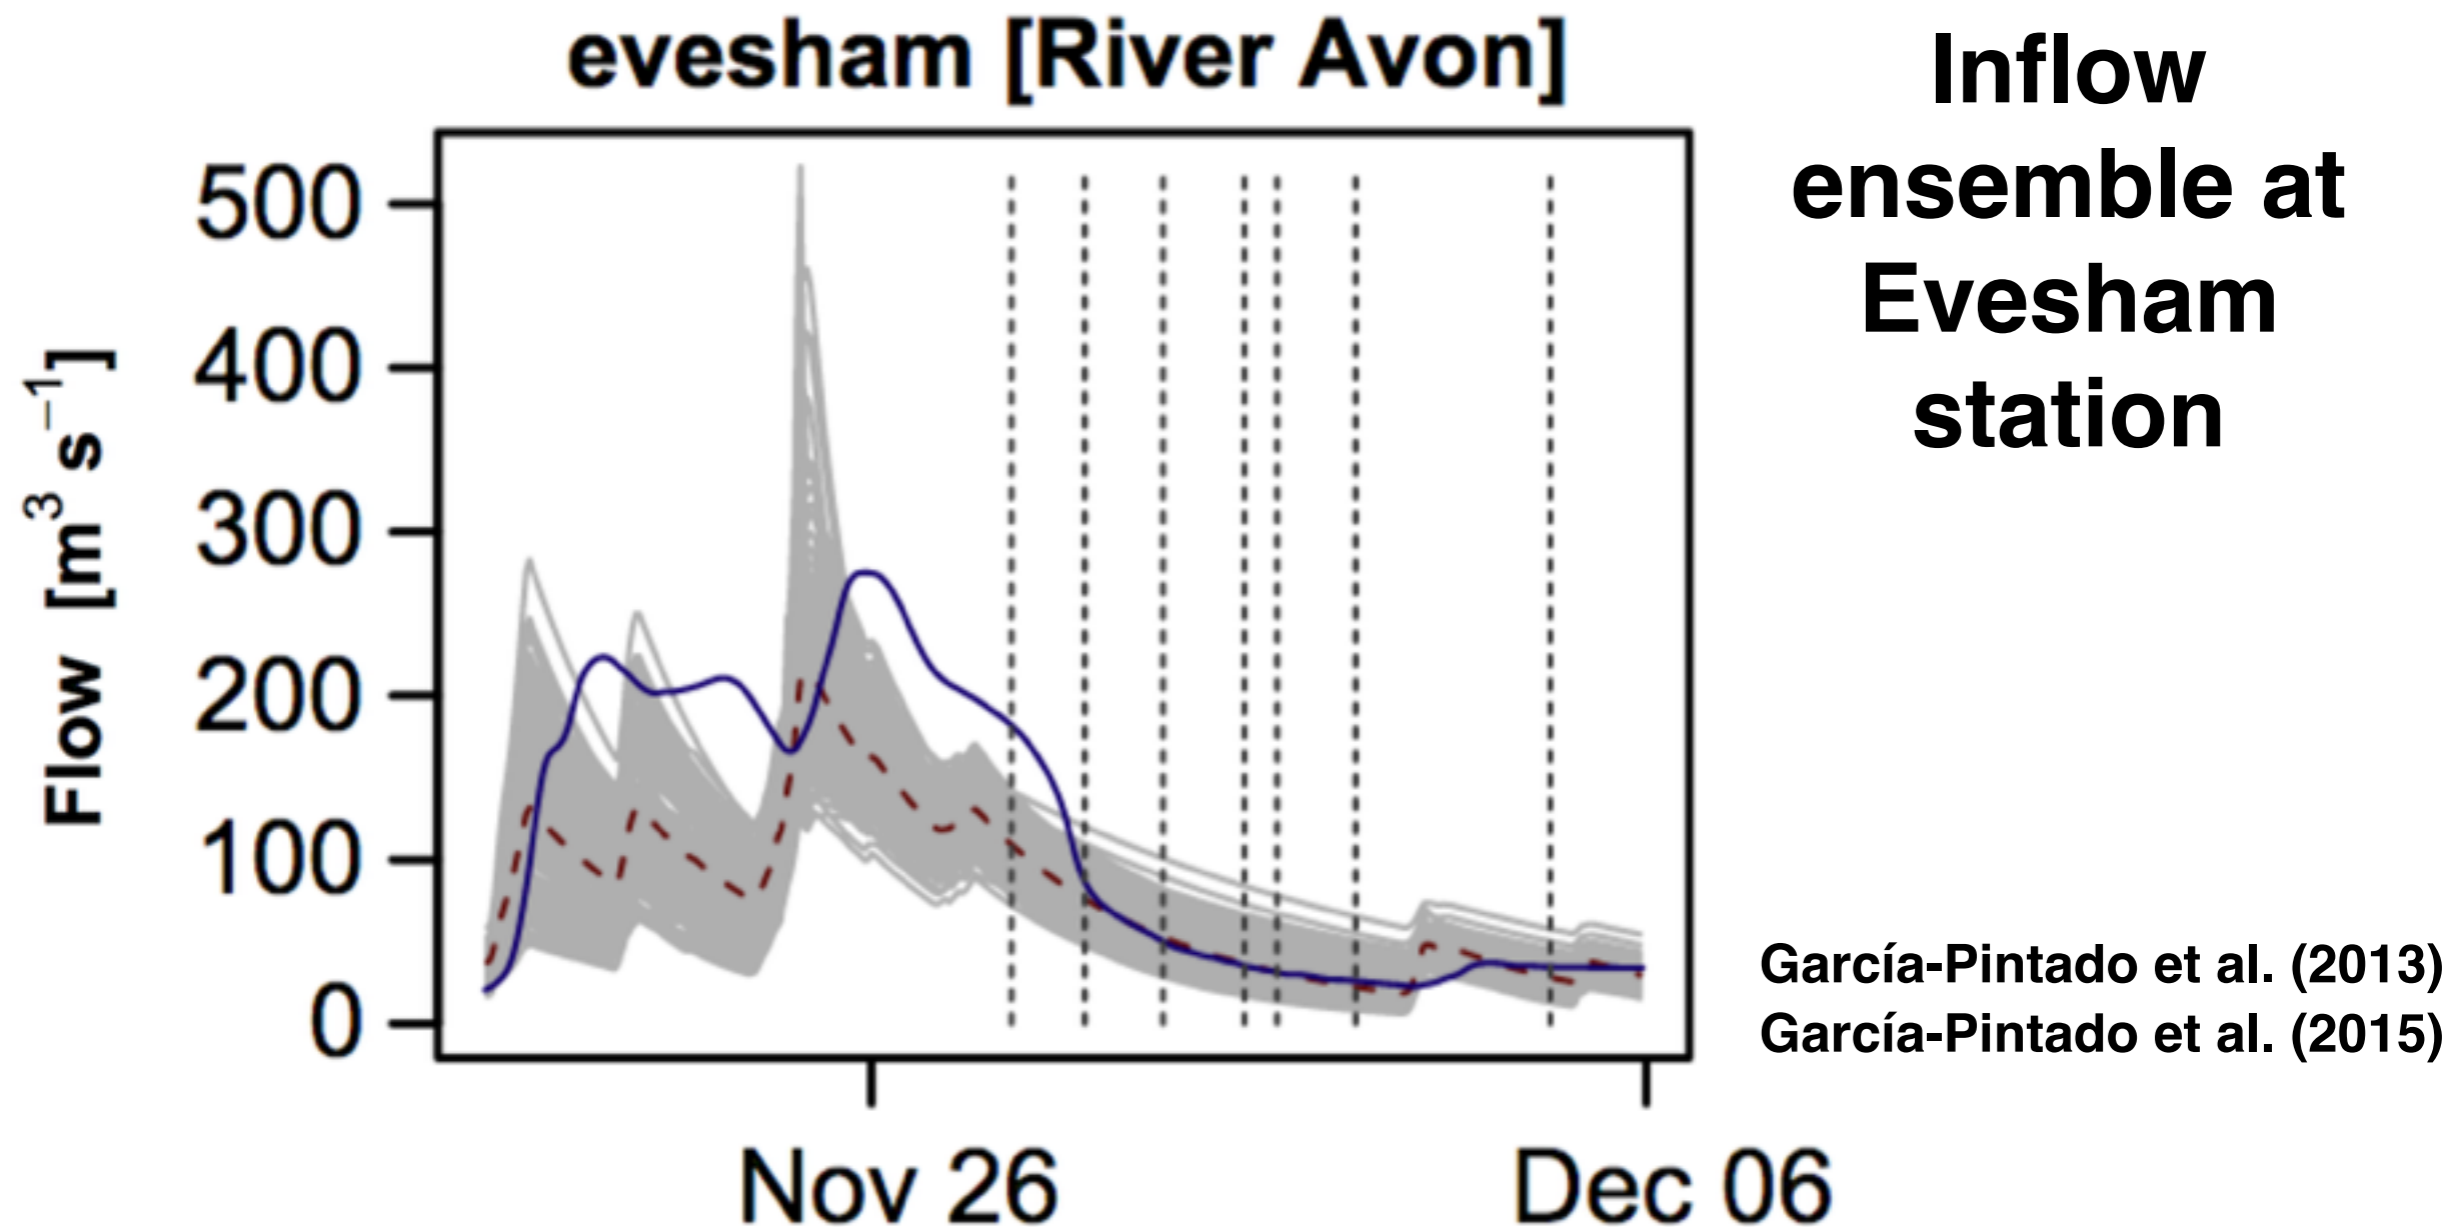 evesham [River Avon]
Inflow
ensemble at
Evesham
station
Flow [m³ s⁻¹]
500
400
300
200
100
0
Nov 26
Dec 06
García-Pintado et al. (2013)
García-Pintado et al. (2015)